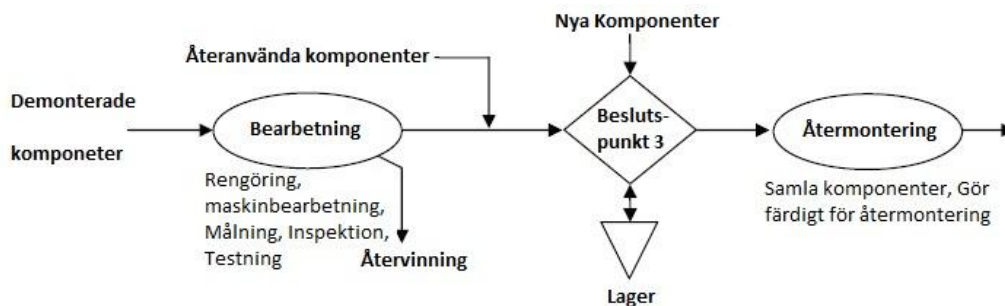 Nya Komponenter
Återanvända komponenter
Demonterade
komponeter
Bearbetning
Besluts-
punkt 3
Återmontering
Rengöring,
maskinbearbetning,
Målning, Inspektion,
Testning
Återvinning
Samla komponenter, Gör
färdigt för återmontering
Lager